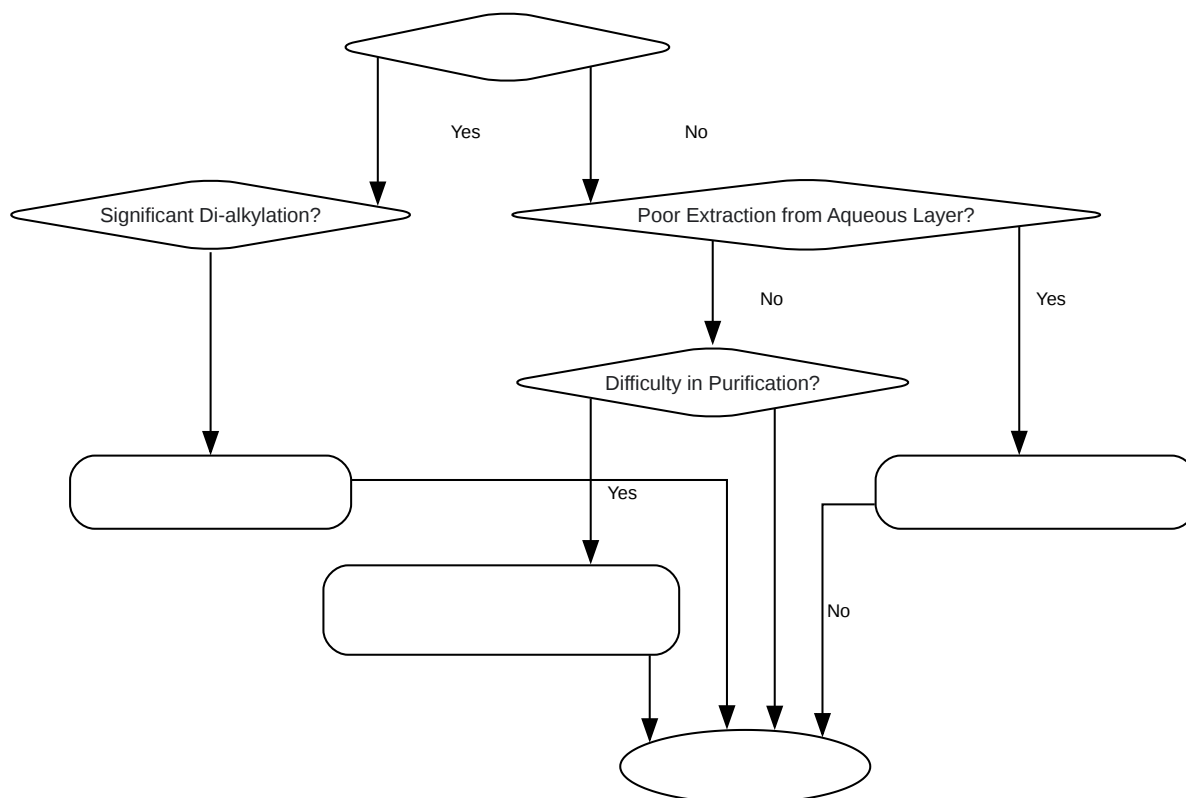 Yes
No
Significant Di-alkylation?
Poor Extraction from Aqueous Layer?
No
Yes
Difficulty in Purification?
Yes
No